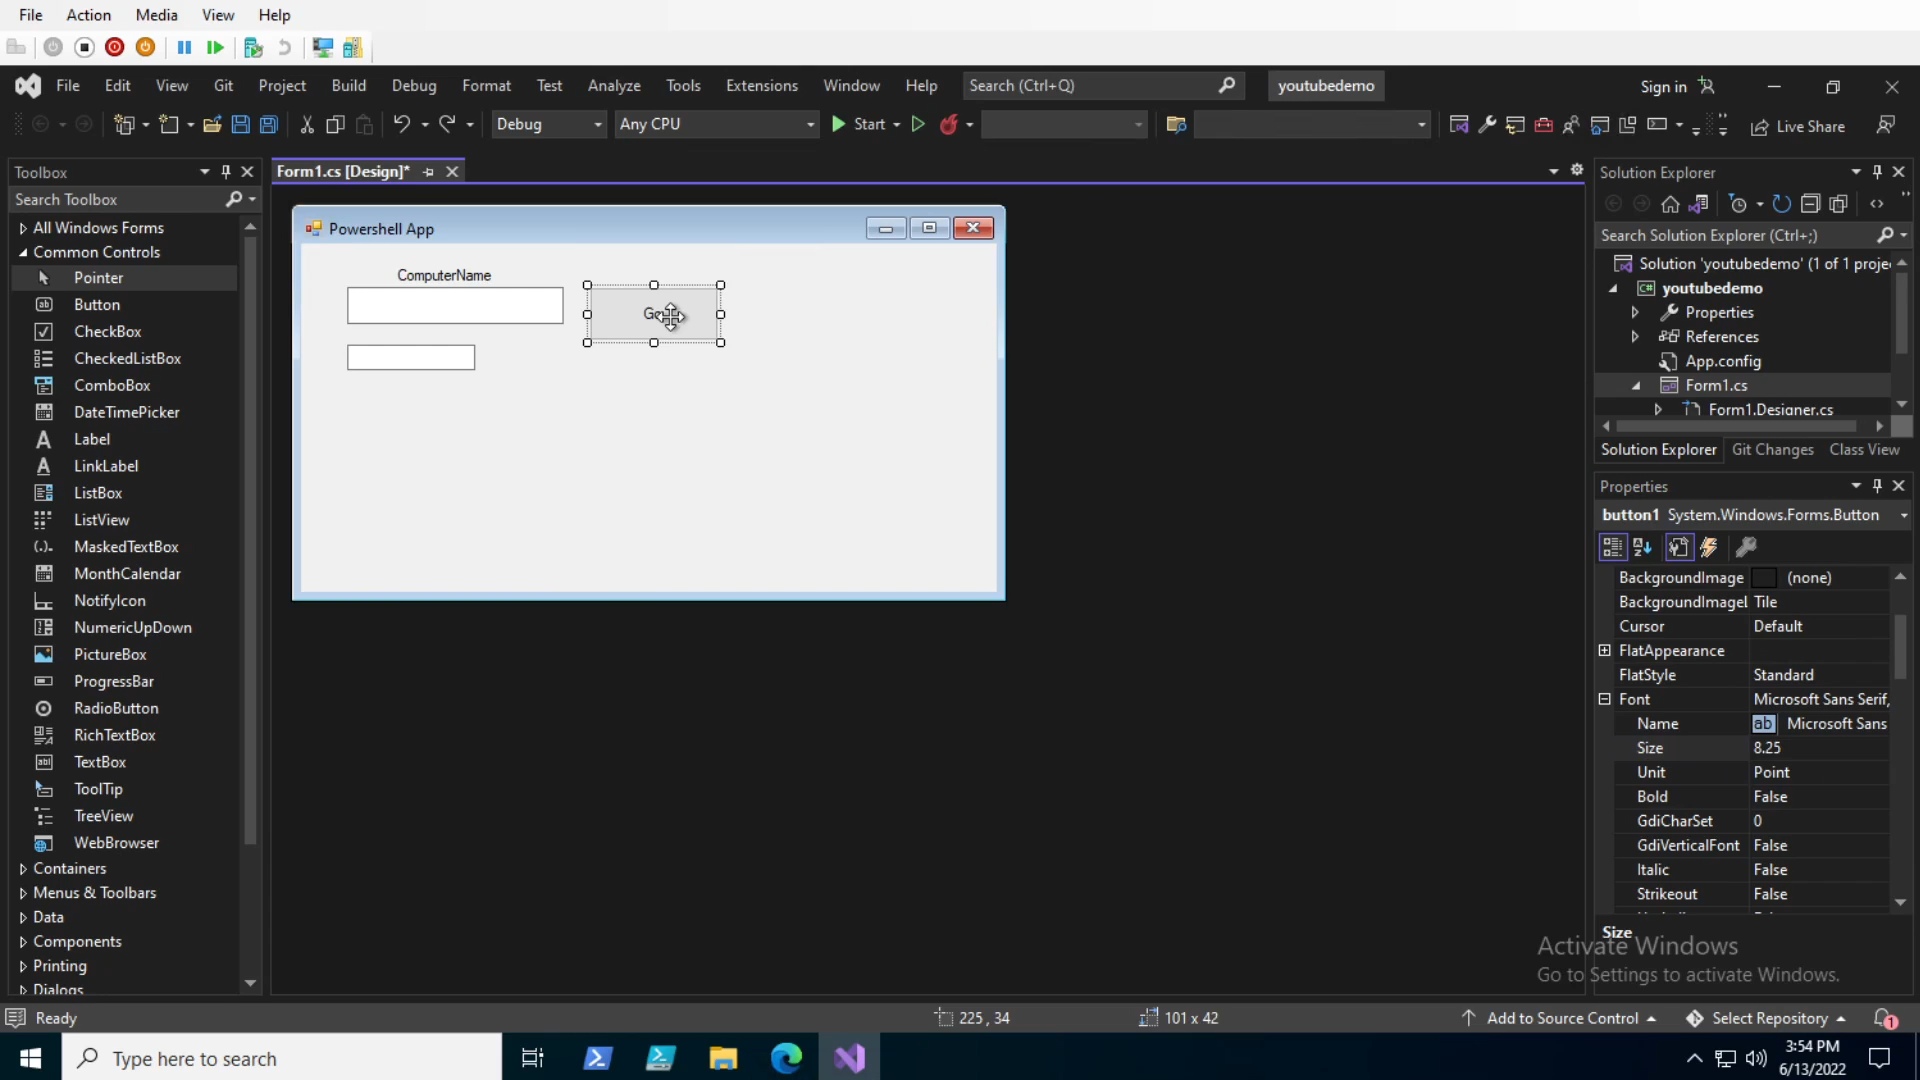 File Action Media View Help
File Edit View Git Project Build Debug Format Test Analyze Tools Extensions Window Help Search (Ctrl+Q) youtubedemo Sign in
Debug Any CPU Start Live Share
Toolbox
Search Toolbox
All Windows Forms
Common Controls
Pointer
Button
CheckBox
CheckedListBox
ComboBox
DateTimePicker
Label
LinkLabel
ListBox
ListView
MaskedTextBox
MonthCalendar
NotifyIcon
NumericUpDown
PictureBox
ProgressBar
RadioButton
RichTextBox
TextBox
ToolTip
TreeView
WebBrowser
Containers
Menus & Toolbars
Data
Components
Printing
Dialogs
Form1.cs [Design]*
Powershell App
ComputerName
Solution Explorer
Search Solution Explorer (Ctrl+;)
Solution 'youtubedemo' (1 of 1 proje
youtubedemo
Properties
References
App.config
Form1.cs
Form1.Designer.cs
Solution Explorer Git Changes Class View
Properties
button1 System.Windows.Forms.Button
BackgroundImage (none)
BackgroundImageL Tile
Cursor Default
FlatAppearance
FlatStyle Standard
Font Microsoft Sans Serif,
Name ab Microsoft Sans
Size 8.25
Unit Point
Bold False
GdiCharSet 0
GdiVerticalFont False
Italic False
Strikeout False
Size
Activate Windows
Go to Settings to activate Windows.
Ready 225, 34 101 x 42 Add to Source Control Select Repository 1
Type here to search
3:54 PM
6/13/2022